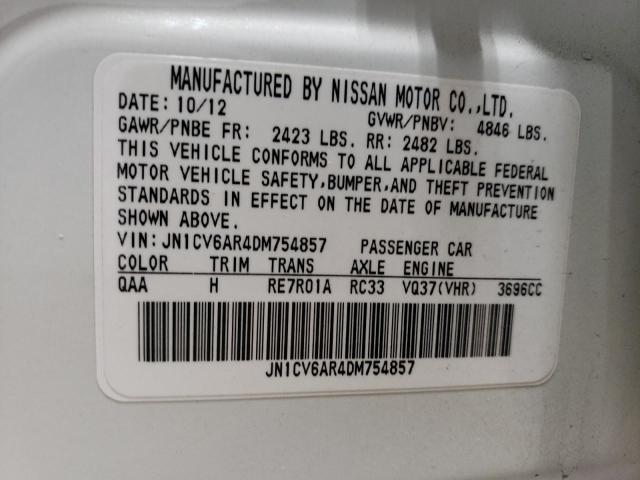 MANUFACTURED BY NISSAN MOTOR CO.,LTD.
DATE: 10/12 GVWR/PNBV: 4846 LBS.
GAWR/PNBE FR: 2423 LBS. RR: 2482 LBS.
THIS VEHICLE CONFORMS TO ALL APPLICABLE FEDERAL
MOTOR VEHICLE SAFETY,BUMPER,AND THEFT PREVENTION
STANDARDS IN EFFECT ON THE DATE OF MANUFACTURE
SHOWN ABOVE.
VIN: JN1CV6AR4DM754857 PASSENGER CAR
COLOR TRIM TRANS AXLE ENGINE
QAA H RE7R01A RC33 VQ37(VHR) 3696CC
JN1CV6AR4DM754857